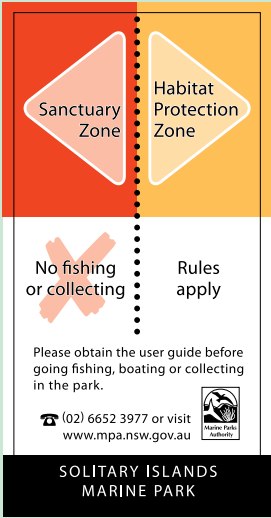 Sanctuary
Zone
Habitat
Protection
Zone
No fishing
or collecting
Rules
apply
Please obtain the user guide before
going fishing, boating or collecting
in the park.
(02) 6652 3977 or visit
www.mpa.nsw.gov.au
Marine Parks
Authority
SOLITARY ISLANDS
MARINE PARK